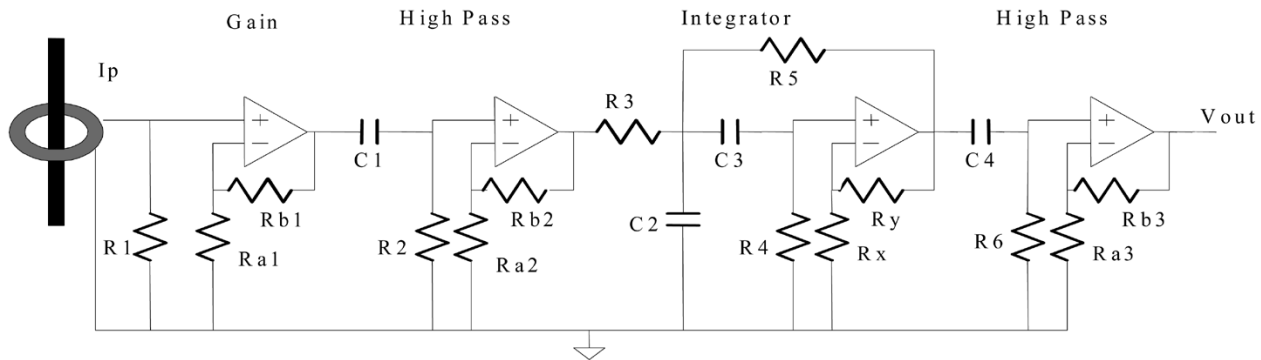 Gain
High Pass
Integrator
High Pass
Ip
R5
R3
Vout
C1
C3
C4
Rb1
Rb2
Ry
Rb3
R1
Ra1
R2
Ra2
C2
R4
Rx
R6
Ra3